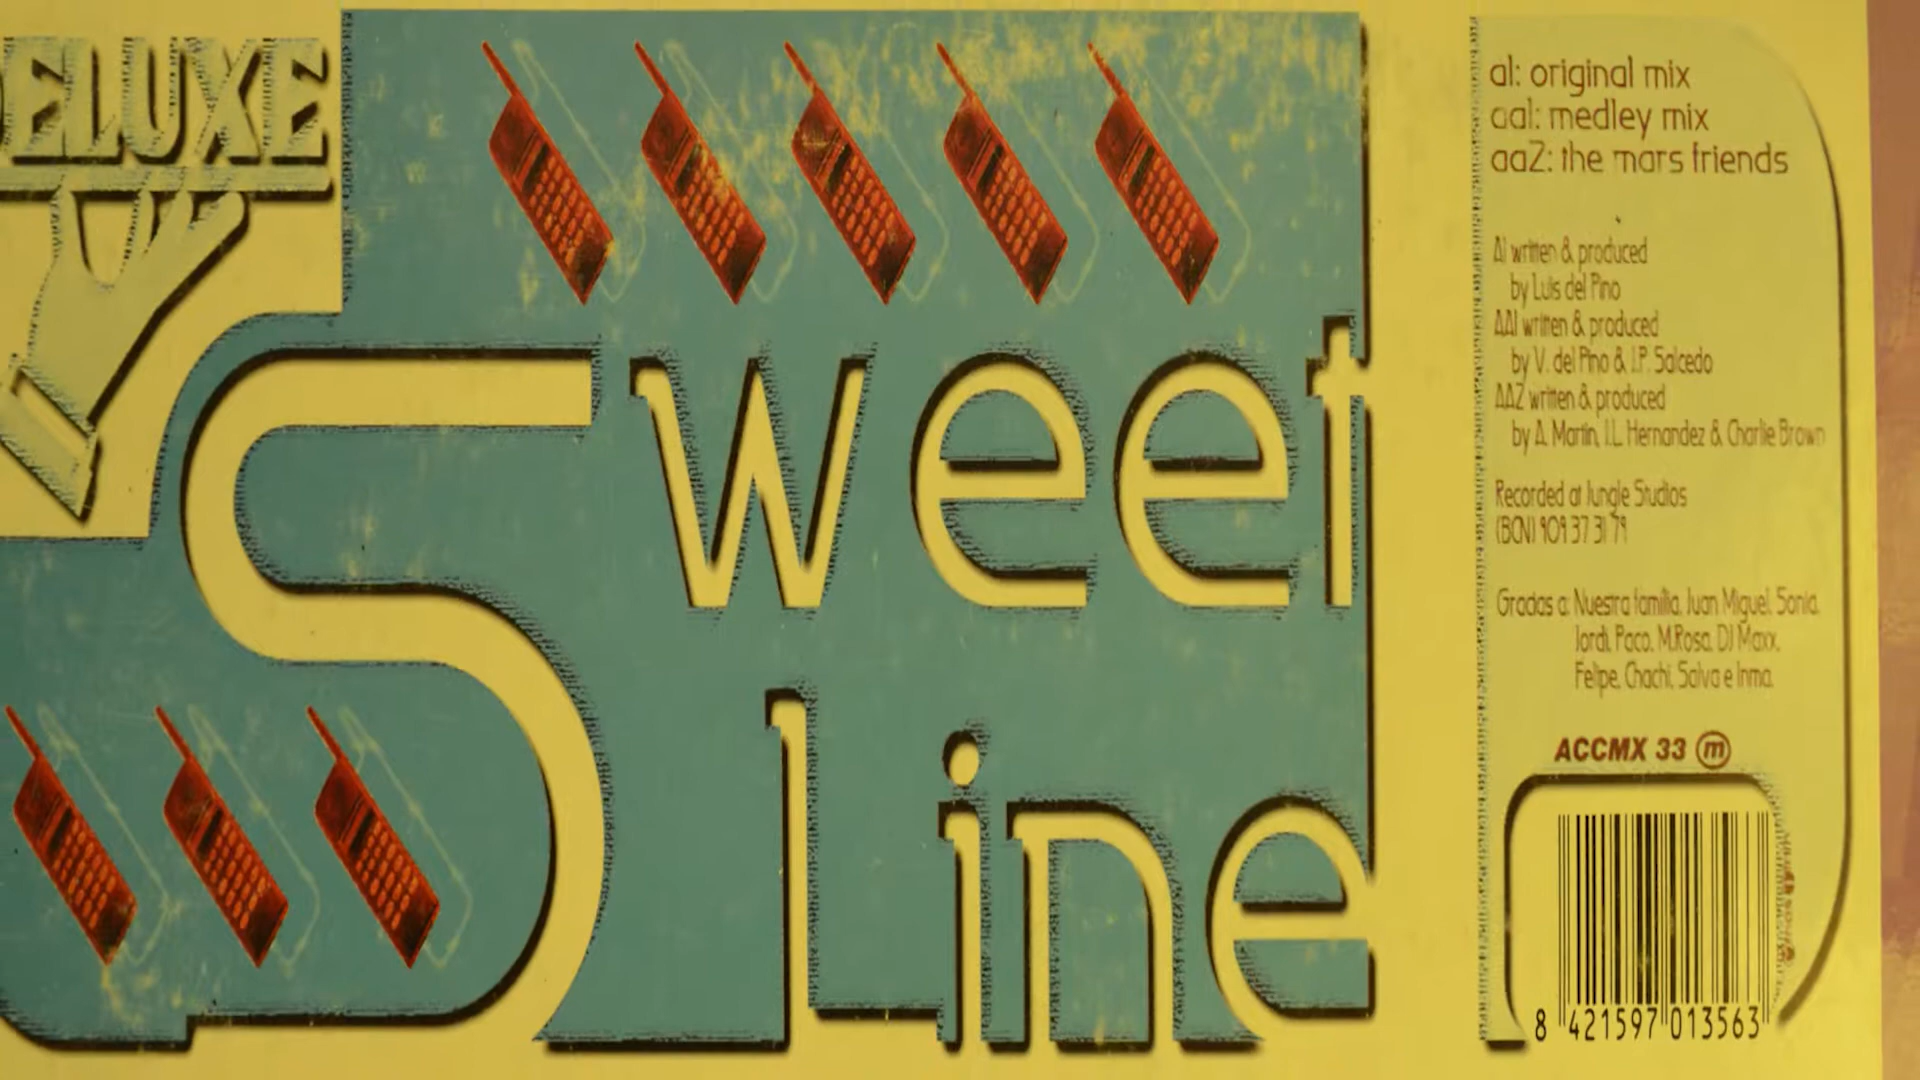 ELUXE
Sweet
Line
a1: original mix
aa1: medley mix
aa2: the mars friends
A1 written & produced
by Luis del Pino
AA1 written & produced
by V. del Pino & J.P. Salcedo
AA2 written & produced
by A. Martin, J.L. Hernandez & Charlie Brown
Recorded at Jungle Studios
(BCN) 909 37 31 79
Gracias a: Nuestra familia, Juan Miguel, Sonia,
Jordi, Paco, M.Rosa, DJ Maxx,
Felipe, Chachi, Salva e Inma.
ACCMX 33 m
8 421597 013563